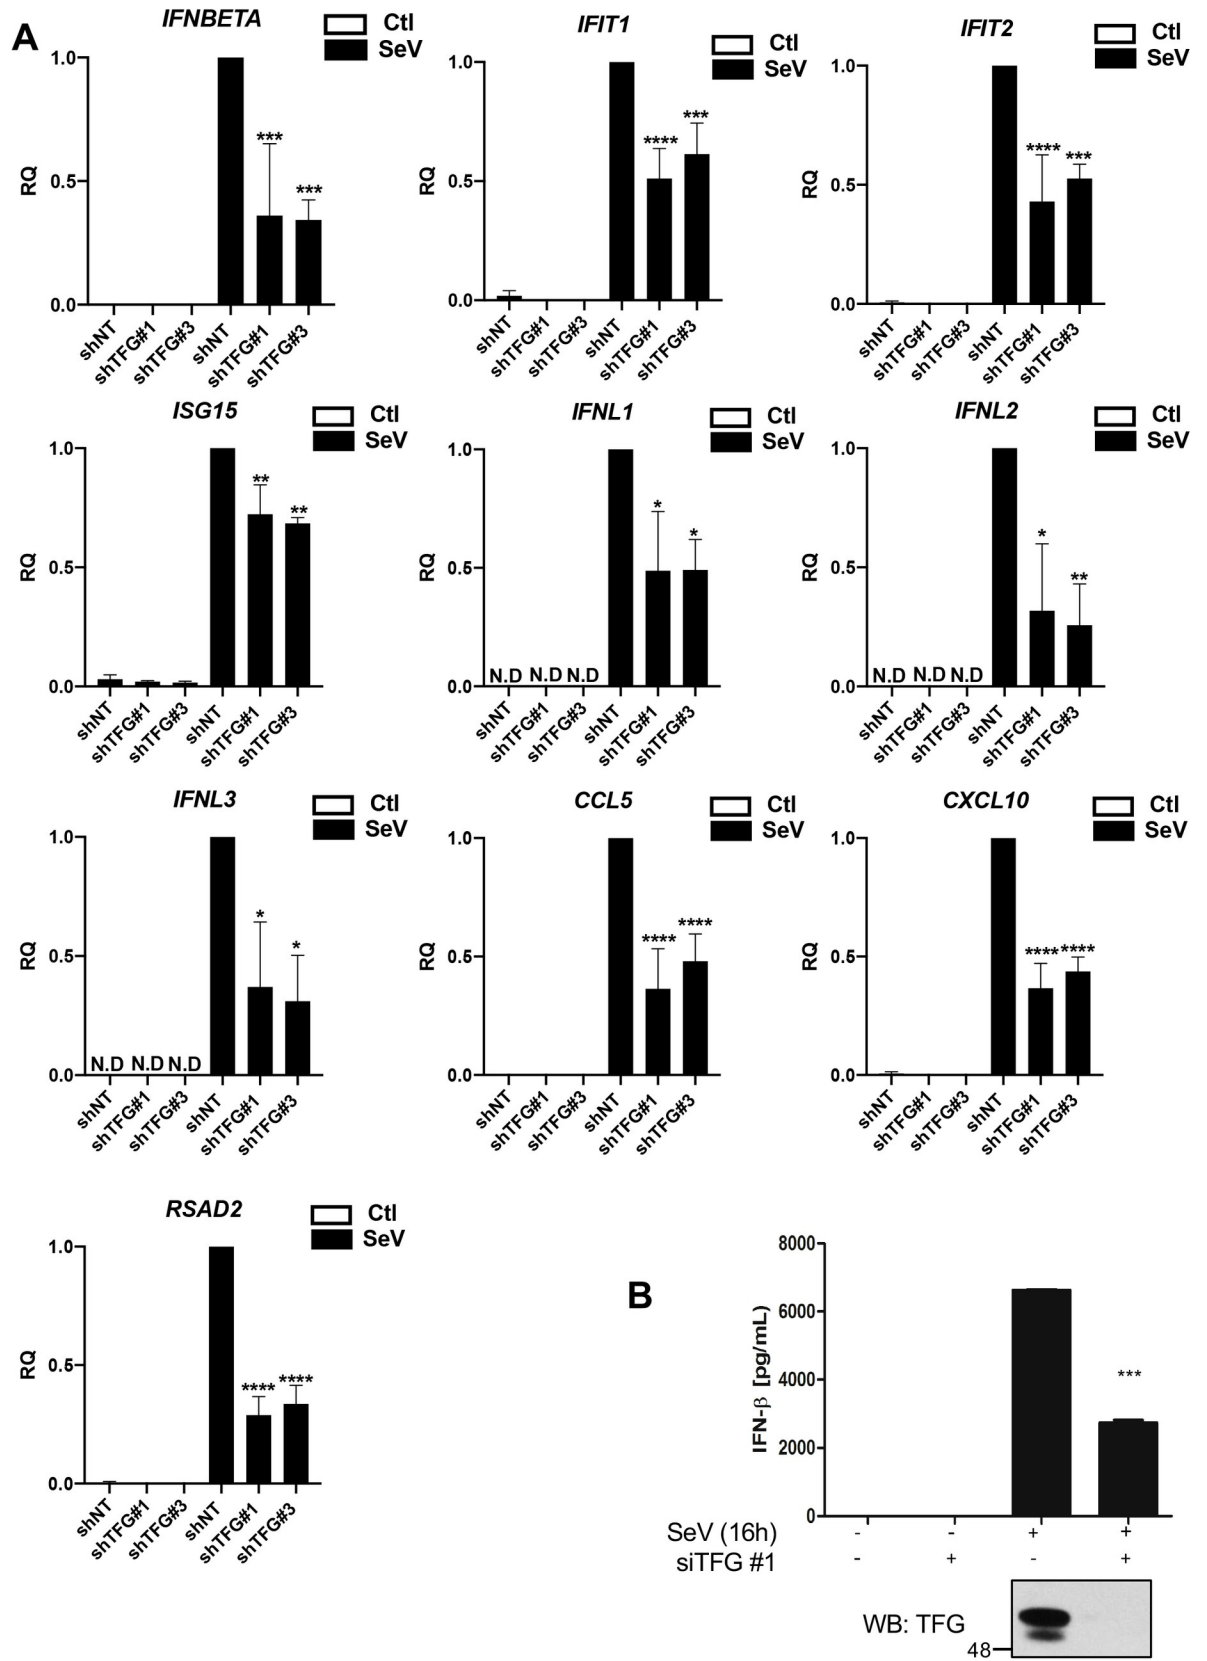 A
IFNBETA
Ctl
SeV
RQ
1.0
0.5
0.0
***
***
shNT
shTFG#1
shTFG#3
shNT
shTFG#1
shTFG#3
IFIT1
Ctl
SeV
RQ
1.0
0.5
0.0
****
***
shNT
shTFG#1
shTFG#3
shNT
shTFG#1
shTFG#3
IFIT2
Ctl
SeV
RQ
1.0
0.5
0.0
****
***
shNT
shTFG#1
shTFG#3
shNT
shTFG#1
shTFG#3
ISG15
Ctl
SeV
RQ
1.0
0.5
0.0
**
**
shNT
shTFG#1
shTFG#3
shNT
shTFG#1
shTFG#3
IFNL1
Ctl
SeV
RQ
1.0
0.5
0.0
N.D N.D N.D
*
*
shNT
shTFG#1
shTFG#3
shNT
shTFG#1
shTFG#3
IFNL2
Ctl
SeV
RQ
1.0
0.5
0.0
N.D N.D N.D
*
**
shNT
shTFG#1
shTFG#3
shNT
shTFG#1
shTFG#3
IFNL3
Ctl
SeV
RQ
1.0
0.5
0.0
N.D N.D N.D
*
*
shNT
shTFG#1
shTFG#3
shNT
shTFG#1
shTFG#3
CCL5
Ctl
SeV
RQ
1.0
0.5
0.0
****
****
shNT
shTFG#1
shTFG#3
shNT
shTFG#1
shTFG#3
CXCL10
Ctl
SeV
RQ
1.0
0.5
0.0
****
****
shNT
shTFG#1
shTFG#3
shNT
shTFG#1
shTFG#3
RSAD2
Ctl
SeV
RQ
1.0
0.5
0.0
****
****
shNT
shTFG#1
shTFG#3
shNT
shTFG#1
shTFG#3
B
IFN-β [pg/mL)
8000
6000
4000
2000
0
***
SeV (16h) - - + +
siTFG #1 - + - +
WB: TFG
48